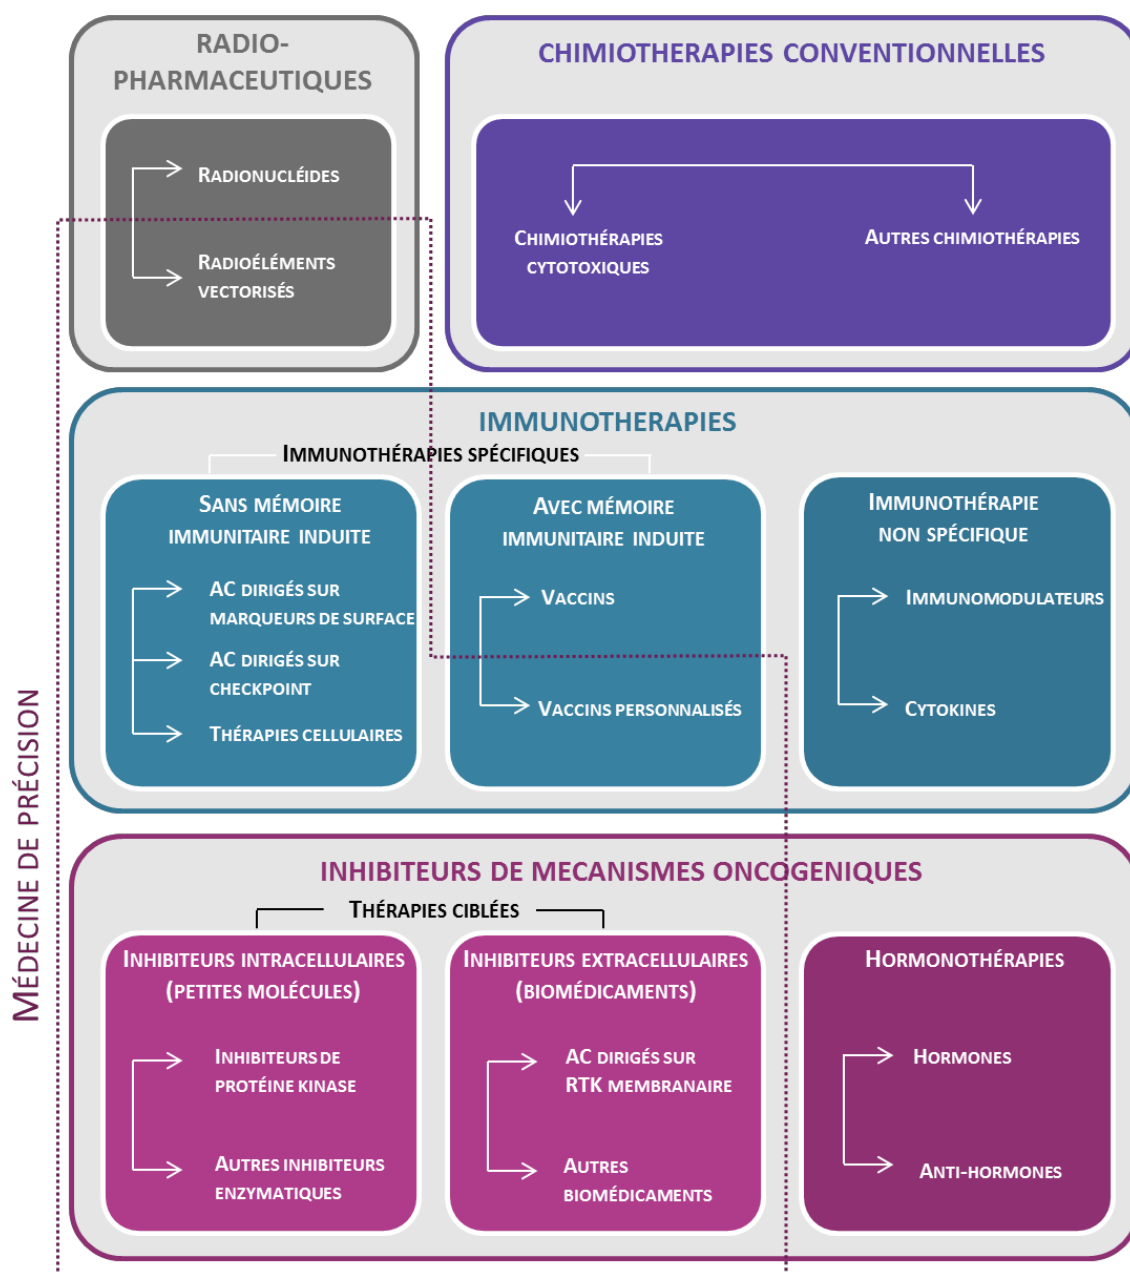 RADIO-
PHARMACEUTIQUES
RADIONUCLÉIDES
RADIOÉLÉMENTS
VECTORISÉS
CHIMIOTHERAPIES CONVENTIONNELLES
CHIMIOTHÉRAPIES
CYTOTOXIQUES
AUTRES CHIMIOTHÉRAPIES
IMMUNOTHERAPIES
IMMUNOTHÉRAPIES SPÉCIFIQUES
SANS MÉMOIRE
IMMUNITAIRE INDUITE
AC DIRIGÉS SUR
MARQUEURS DE SURFACE
AC DIRIGÉS SUR
CHECKPOINT
THÉRAPIES CELLULAIRES
AVEC MÉMOIRE
IMMUNITAIRE INDUITE
VACCINS
VACCINS PERSONNALISÉS
IMMUNOTHÉRAPIE
NON SPÉCIFIQUE
IMMUNOMODULATEURS
CYTOKINES
MÉDECINE DE PRÉCISION
INHIBITEURS DE MECANISMES ONCOGENIQUES
THÉRAPIES CIBLÉES
INHIBITEURS INTRACELLULAIRES
(PETITES MOLÉCULES)
INHIBITEURS DE
PROTÉINE KINASE
AUTRES INHIBITEURS
ENZYMATIQUES
INHIBITEURS EXTRACELLULAIRES
(BIOMÉDICAMENTS)
AC DIRIGÉS SUR
RTK MEMBRANAIRE
AUTRES
BIOMÉDICAMENTS
HORMONOTHÉRAPIES
HORMONES
ANTI-HORMONES